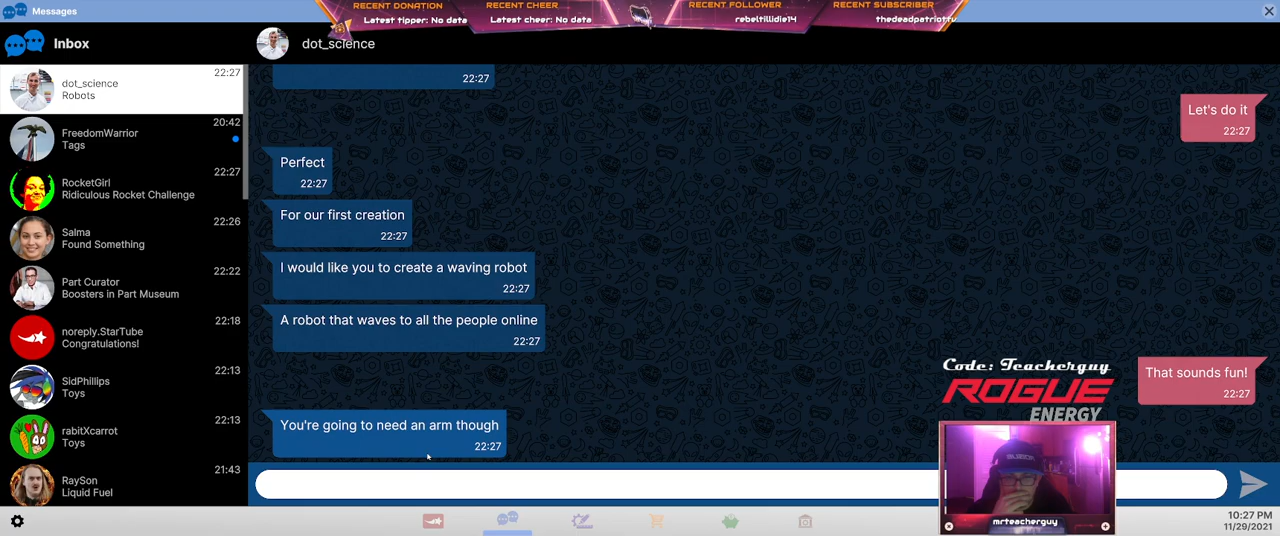 Messages
RECENT DONATION
Latest tipper: No data
RECENT CHEER
Latest cheer: No data
RECENT FOLLOWER
rebeltillidie14
RECENT SUBSCRIBER
thedeadpatriottv
Inbox
dot_science
dot_science
Robots
22:27
FreedomWarrior
Tags
20:42
RocketGirl
Ridiculous Rocket Challenge
22:27
Salma
Found Something
22:26
Part Curator
Boosters in Part Museum
22:22
noreply.StarTube
Congratulations!
22:18
SidPhillips
Toys
22:13
rabitXcarrot
Toys
22:13
RaySon
Liquid Fuel
21:43
22:27
Let's do it
22:27
Perfect
22:27
For our first creation
22:27
I would like you to create a waving robot
22:27
A robot that waves to all the people online
22:27
That sounds fun!
22:27
You're going to need an arm though
22:27
Code: Teacherguy
ROGUE
ENERGY
mrteacherguy
10:27 PM
11/29/2021